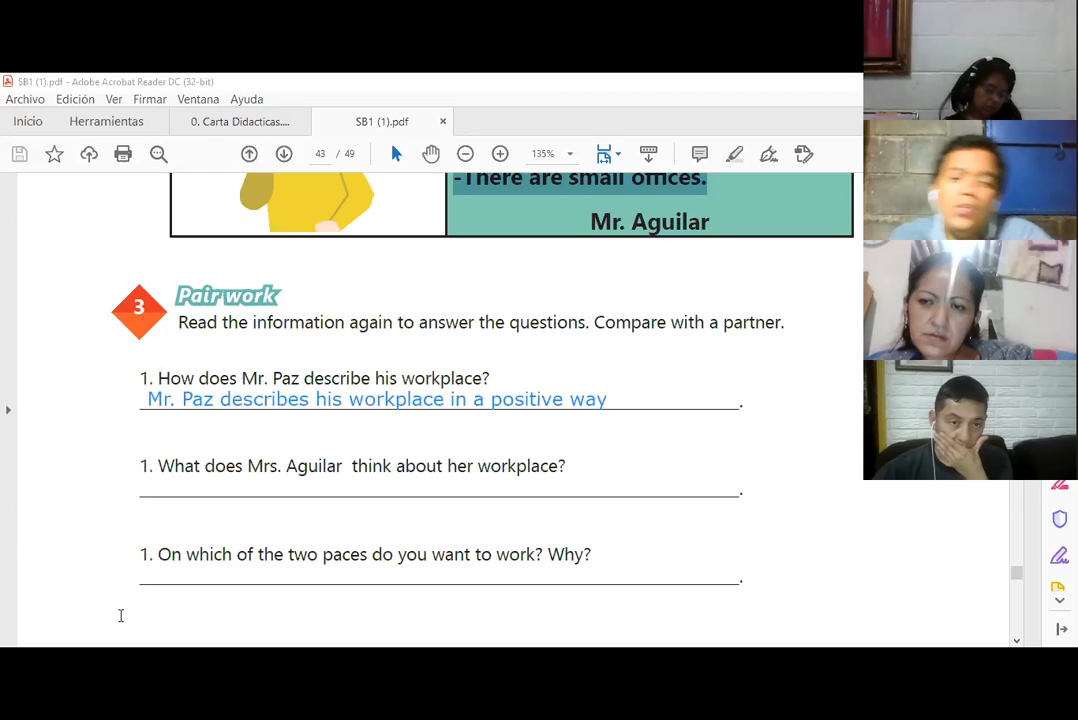 SB1 (1).pdf - Adobe Acrobat Reader DC (32-bit)
Archivo Edición Ver Firmar Ventana Ayuda
Inicio Herramientas 0. Carta Didacticas.... SB1 (1).pdf ×
43 / 49 135%
-There are small offices.
Mr. Aguilar
3 Pair work
Read the information again to answer the questions. Compare with a partner.
1. How does Mr. Paz describe his workplace?
Mr. Paz describes his workplace in a positive way
1. What does Mrs. Aguilar think about her workplace?
1. On which of the two paces do you want to work? Why?